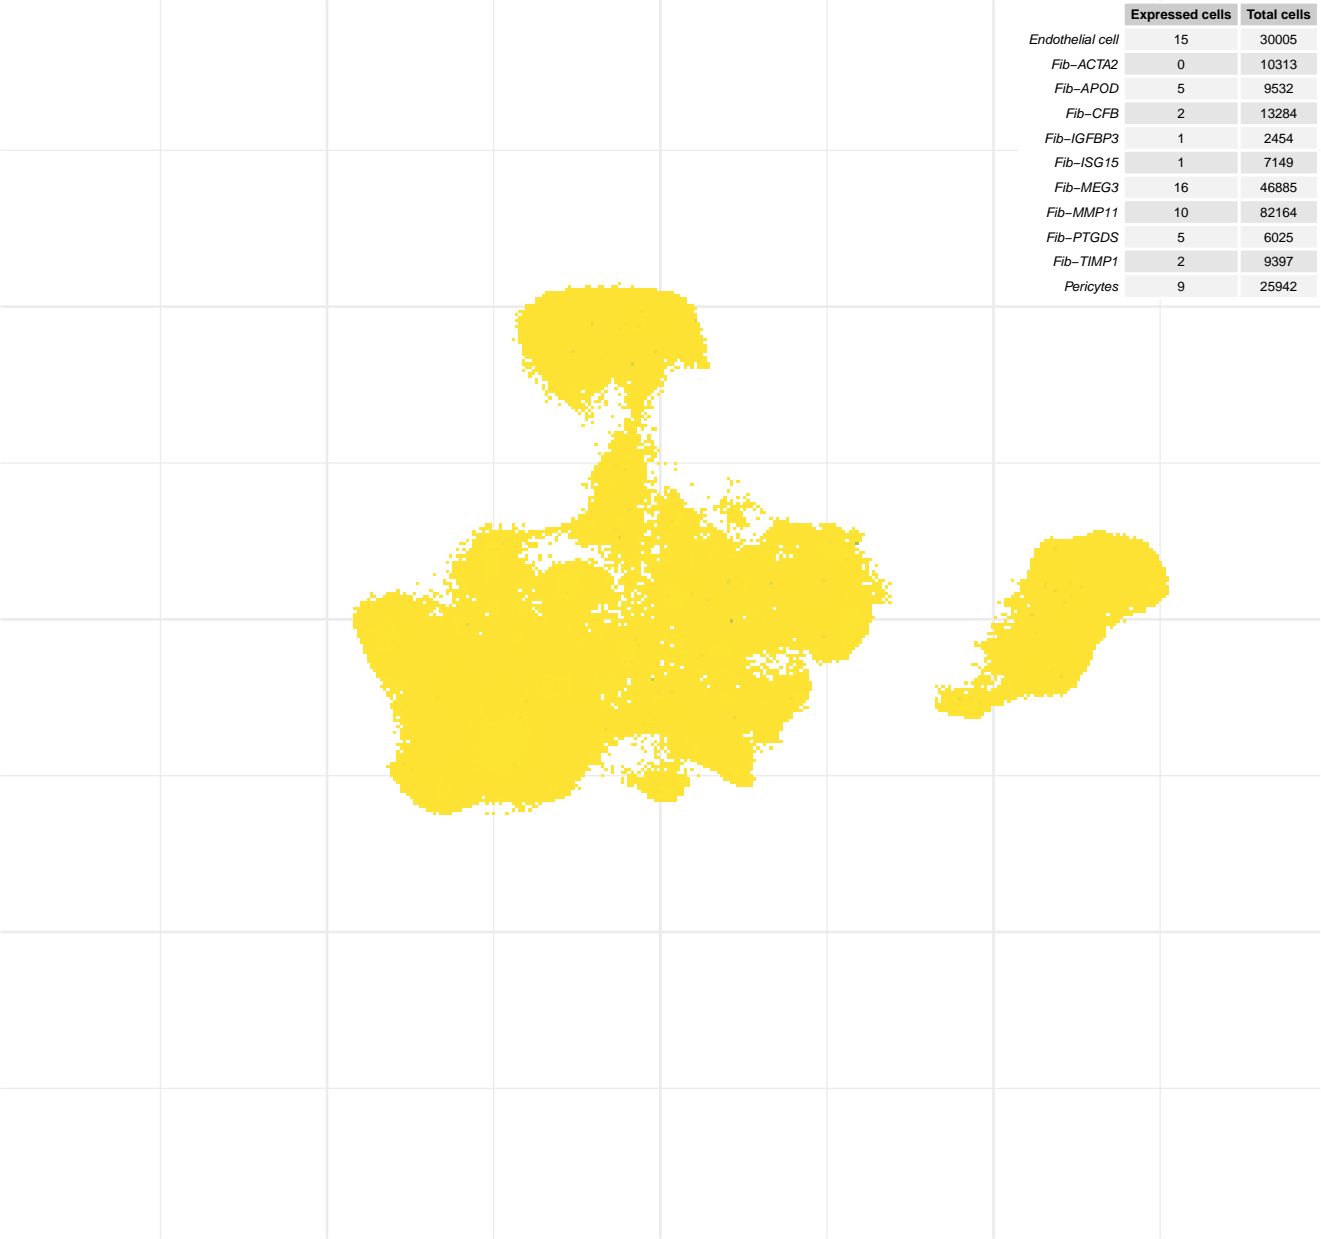 Expressed cells Total cells
Endothelial cell 15 30005
Fib−ACTA2 0 10313
Fib−APOD 5 9532
Fib−CFB 2 13284
Fib−IGFBP3 1 2454
Fib−ISG15 1 7149
Fib−MEG3 16 46885
Fib−MMP11 10 82164
Fib−PTGDS 5 6025
Fib−TIMP1 2 9397
Pericytes 9 25942